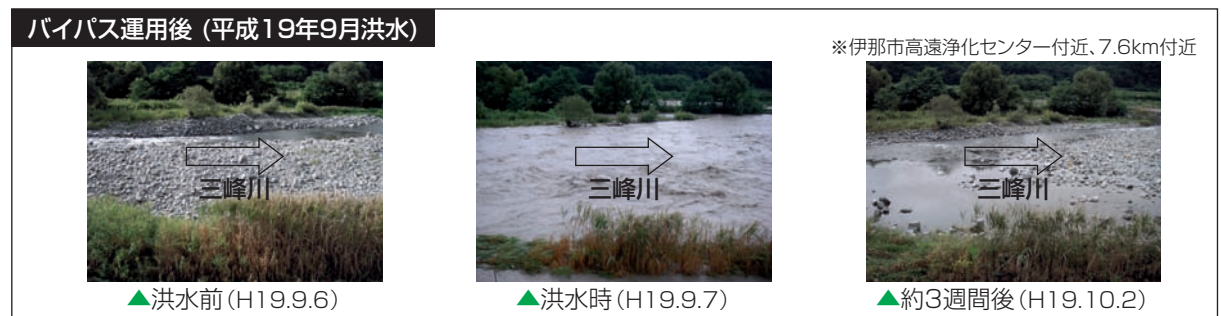 バイパス運用後 (平成19年9月洪水)
※伊那市高遠浄化センター付近、7.6km付近
三峰川
三峰川
三峰川
▲洪水前(H19.9.6)
▲洪水時(H19.9.7)
▲約3週間後(H19.10.2)